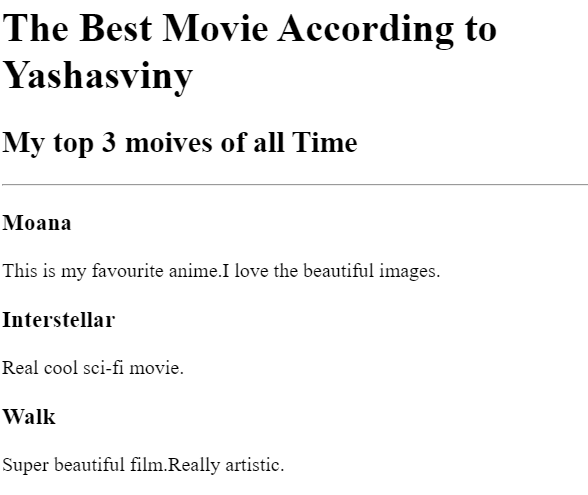 The Best Movie According to
Yashasviny
My top 3 moives of all Time
Moana
This is my favourite anime.I love the beautiful images.
Interstellar
Real cool sci-fi movie.
Walk
Super beautiful film.Really artistic.